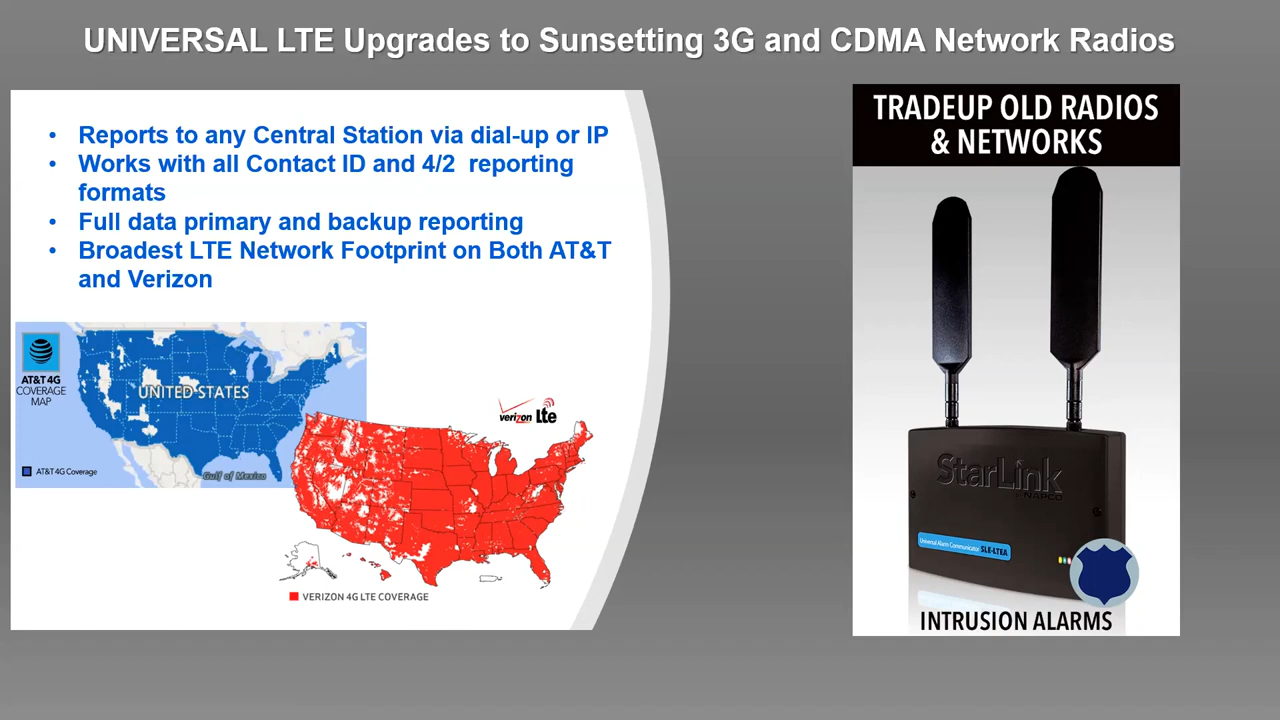 UNIVERSAL LTE Upgrades to Sunsetting 3G and CDMA Network Radios
• Reports to any Central Station via dial-up or IP
• Works with all Contact ID and 4/2 reporting
formats
• Full data primary and backup reporting
• Broadest LTE Network Footprint on Both AT&T
and Verizon
AT&T 4G
COVERAGE
MAP
UNITED STATES
Gulf of Mexico
AT&T 4G Coverage
verizon lte
VERIZON 4G LTE COVERAGE
TRADEUP OLD RADIOS
& NETWORKS
StarLink
NAPCO
Universal Alarm Communicator SLE-LTEA
INTRUSION ALARMS